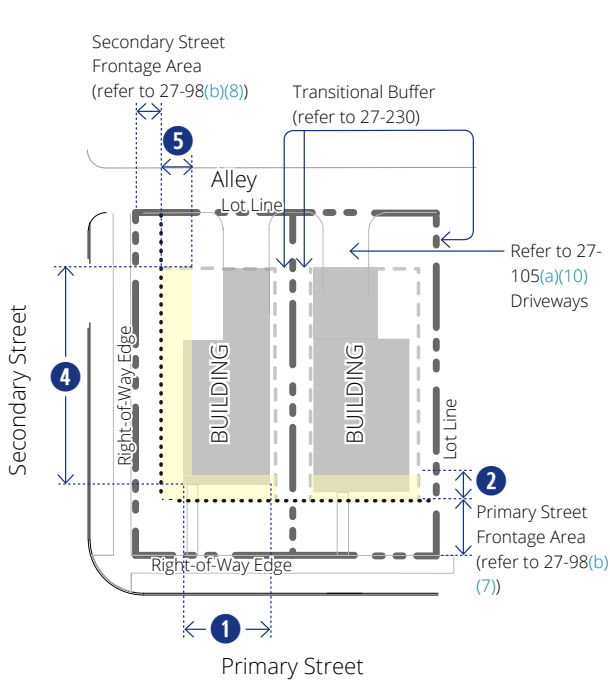 Secondary Street
Frontage Area
(refer to 27-98(b)(8))
Transitional Buffer
(refer to 27-230)
5
Alley
Lot Line
Refer to 27-
105(a)(10)
Driveways
Secondary Street
4
Right-of-Way Edge
BUILDING
BUILDING
Lot Line
2
Primary Street
Frontage Area
(refer to 27-98(b)
(7))
Right-of-Way Edge
1
Primary Street